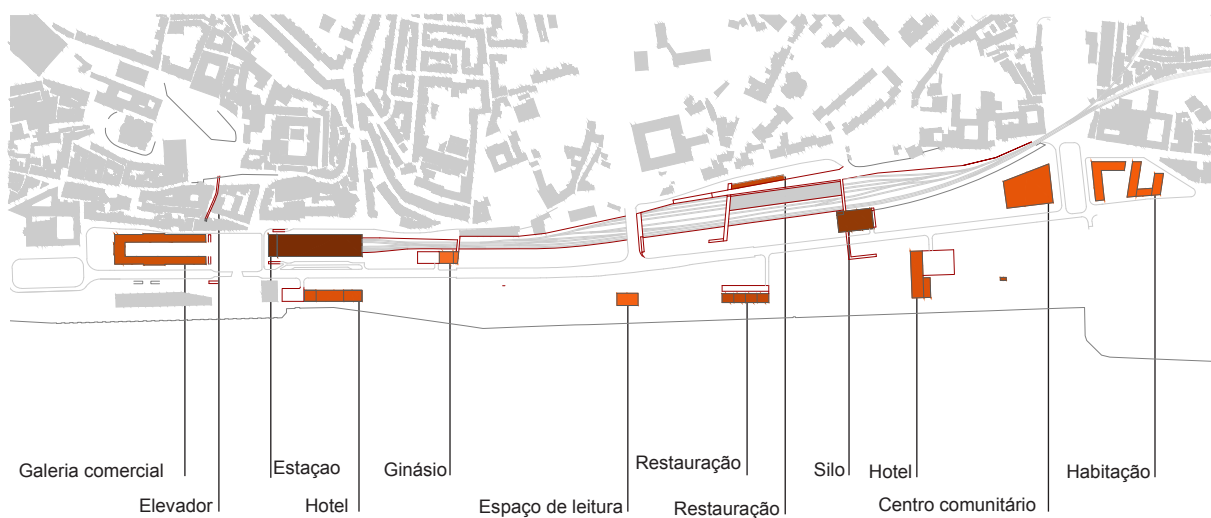 Galeria comercial
Elevador
Estaçao
Hotel
Ginásio
Espaço de leitura
Restauração
Restauração
Silo
Hotel
Centro comunitário
Habitação